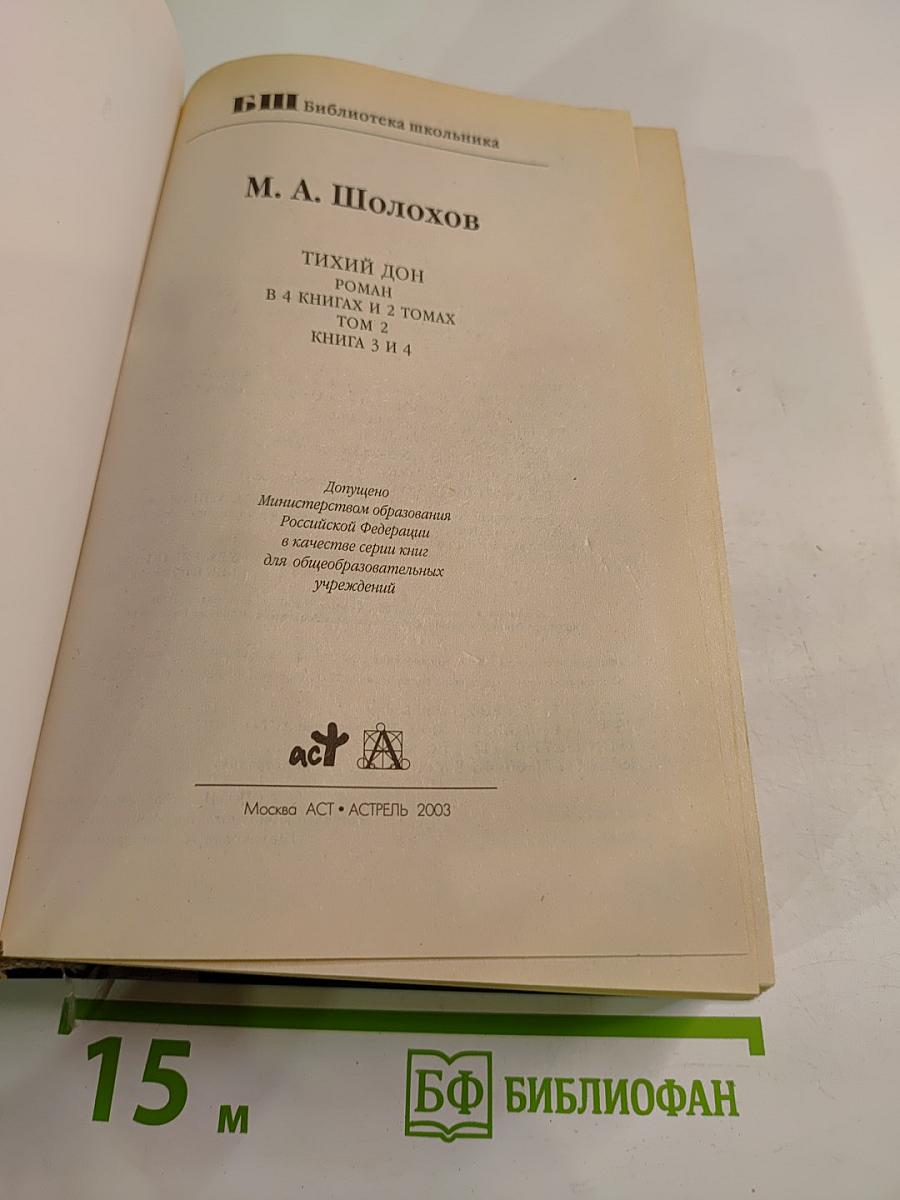 БШ Библиотека школьника
М. А. Шолохов
ТИХИЙ ДОН
РОМАН
В 4 КНИГАХ И 2 ТОМАХ
ТОМ 2
КНИГА 3 И 4
Допущено
Министерством образования
Российской Федерации
в качестве серии книг
для общеобразовательных
учреждений
аст А
Москва АСТ • АСТРЕЛЬ 2003
15 м
БФ БИБЛИОФАН